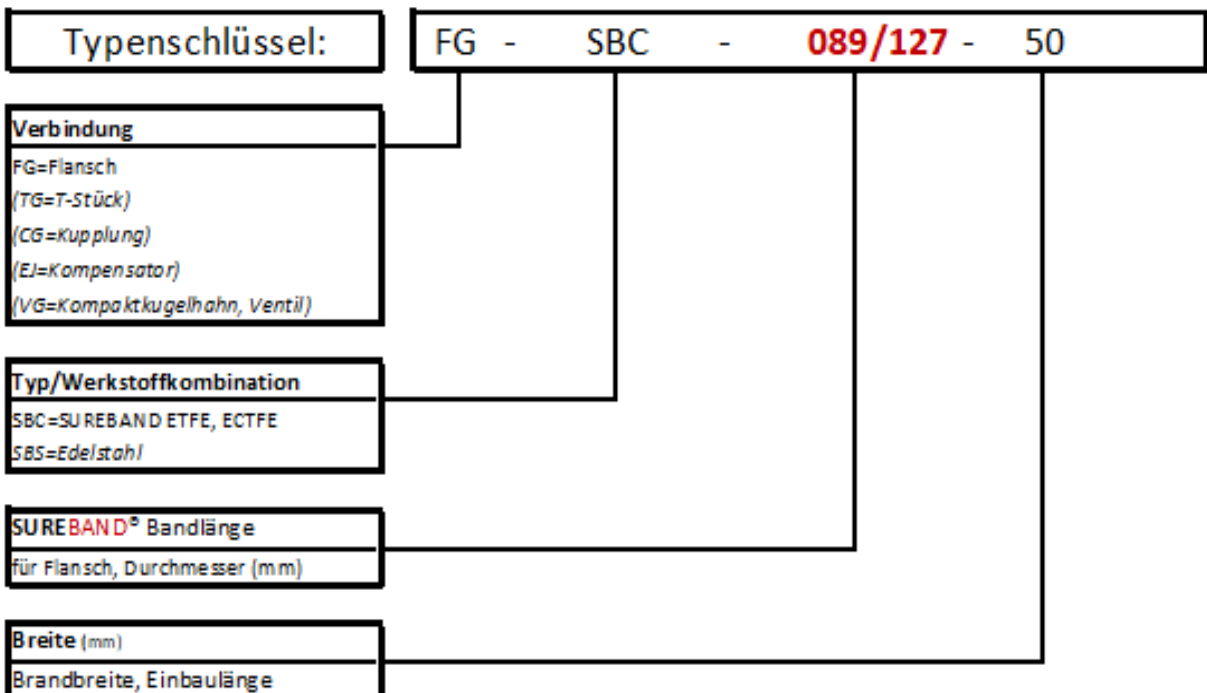 Typenschlüssel:
FG - SBC - 089/127 - 50
Verbindung
FG=Flansch
(TG=T-Stück)
(CG=Kupplung)
(EJ=Kompensator)
(VG=Kompaktkugelhahn, Ventil)
Typ/Werkstoffkombination
SBC=SUREBAND ETFE, ECTFE
SBS=Edelstahl
SUREBAND® Bandlänge
für Flansch, Durchmesser (mm)
Breite (mm)
Brandbreite, Einbaulänge